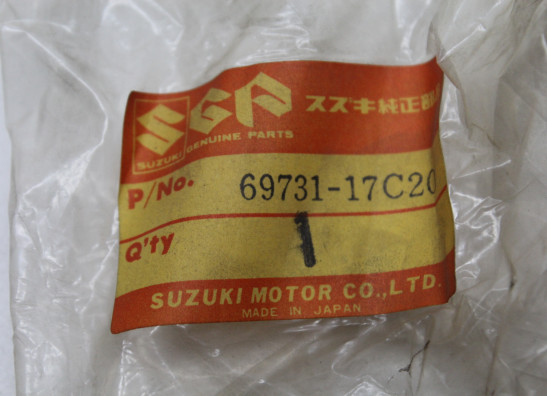 SGP スズキ純正部品
SUZUKI GENUINE PARTS
P/No. 69731-17C20
Q'ty 1
SUZUKI MOTOR CO.,LTD.
MADE IN JAPAN